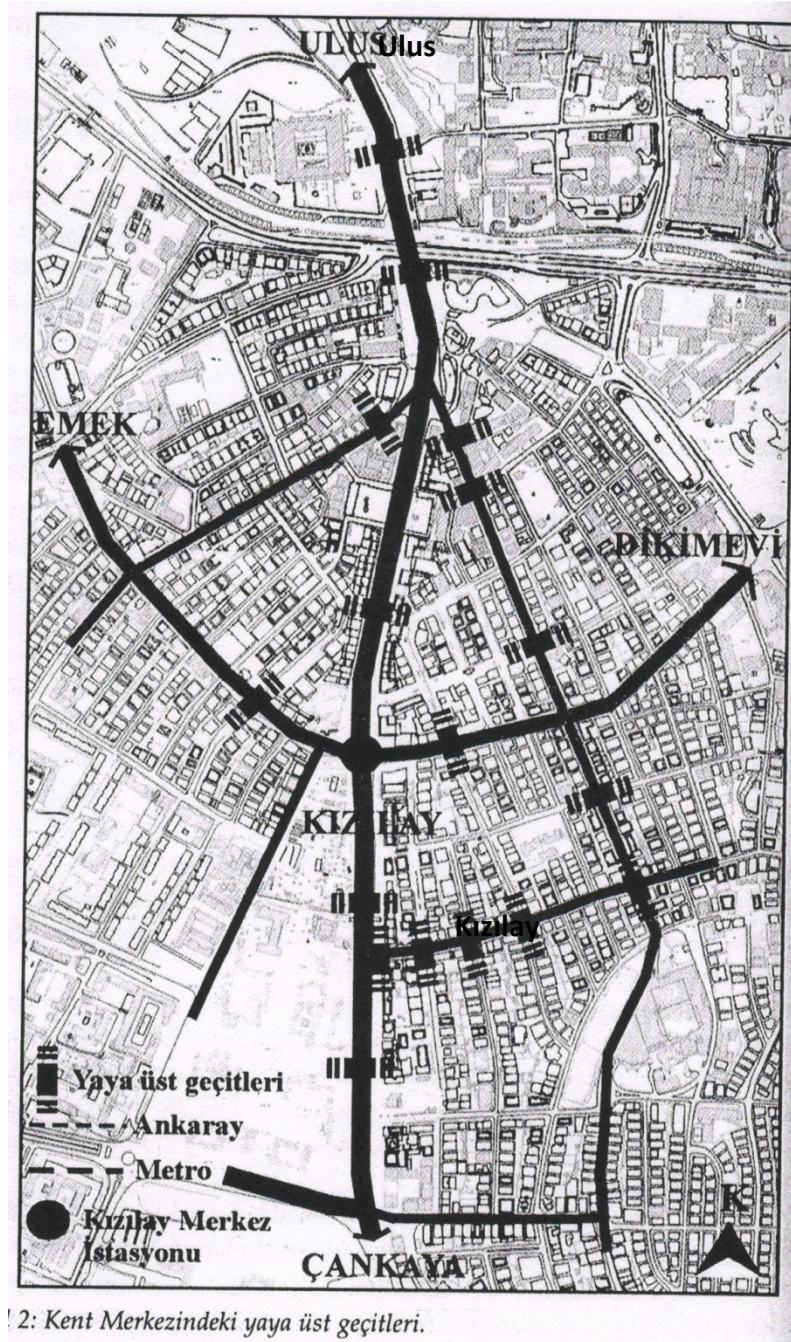 ULUS
Ulus
EMEK
DİKİMEVİ
KIZILAY
Kızılay
Yaya üst geçitleri
Ankaray
Metro
Kızılay Merkez
İstasyonu
K
ÇANKAYA
l 2: Kent Merkezindeki yaya üst geçitleri.